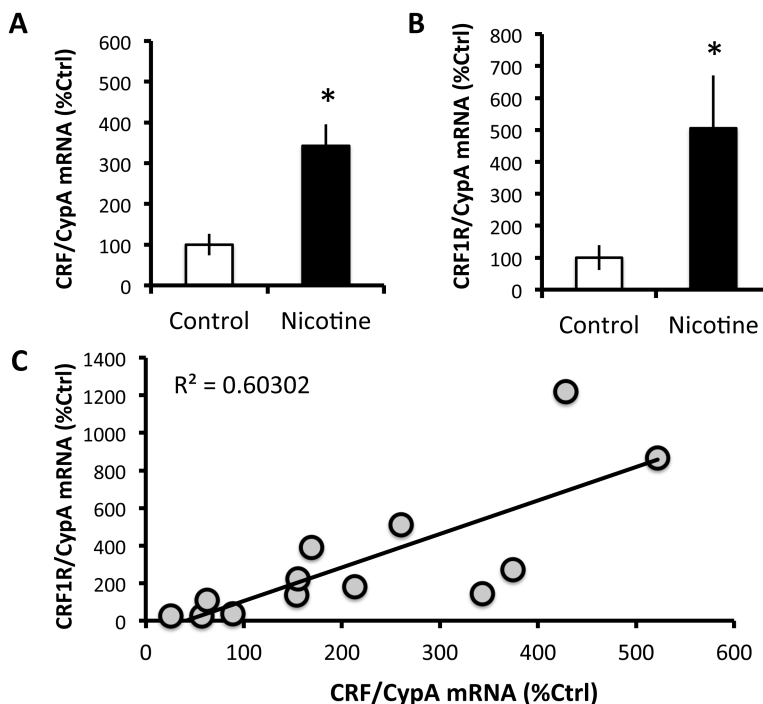 A
CRF/CypA mRNA (%Ctrl)
600
500
400
300
200
100
0
*
Control
Nicotine
B
CRF1R/CypA mRNA (%Ctrl)
800
700
600
500
400
300
200
100
0
*
Control
Nicotine
C
CRF1R/CypA mRNA (%Ctrl)
1400
1200
1000
800
600
400
200
0
R² = 0.60302
0 100 200 300 400 500 600
CRF/CypA mRNA (%Ctrl)